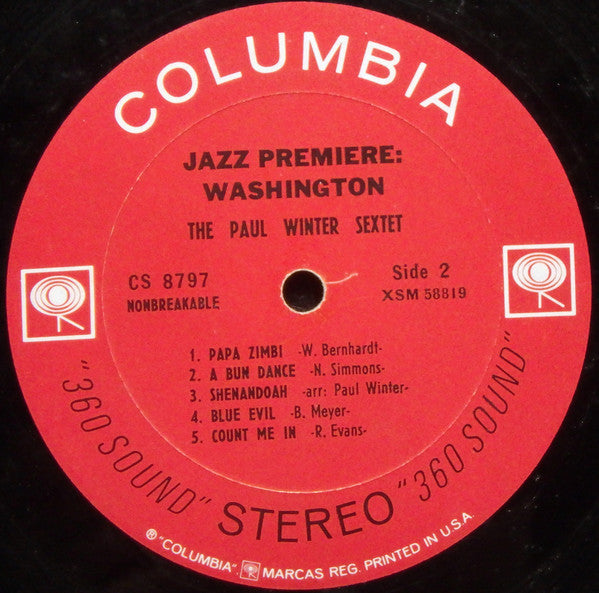 COLUMBIA
JAZZ PREMIERE:
WASHINGTON
THE PAUL WINTER SEXTET
CS 8797
NONBREAKABLE
Side 2
XSM 58819
1. PAPA ZIMBI -W. Bernhardt-
2. A BUN DANCE -N. Simmons-
3. SHENANDOAH -arr: Paul Winter-
4. BLUE EVIL -B. Meyer-
5. COUNT ME IN -R. Evans-
"360 SOUND" STEREO "360 SOUND"
® "COLUMBIA", MARCAS REG. PRINTED IN U.S.A.